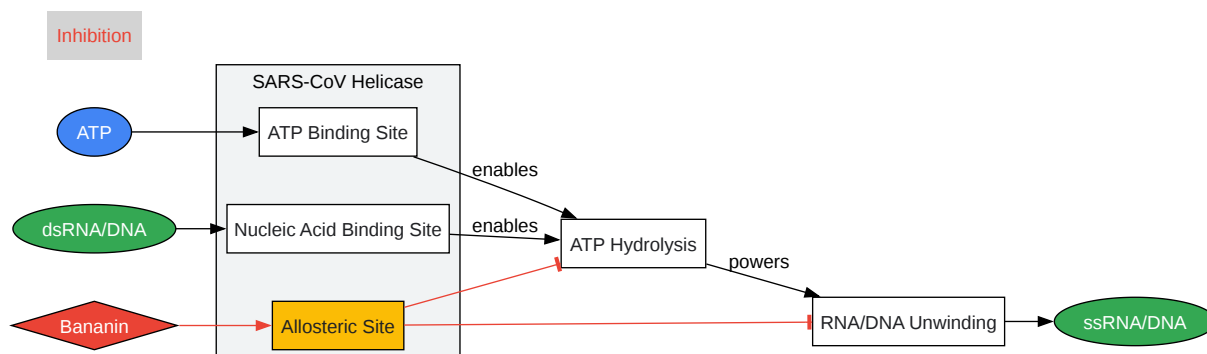 Inhibition
SARS-CoV Helicase
ATP
ATP Binding Site
enables
dsRNA/DNA
Nucleic Acid Binding Site
enables
ATP Hydrolysis
powers
Bananin
Allosteric Site
RNA/DNA Unwinding
ssRNA/DNA